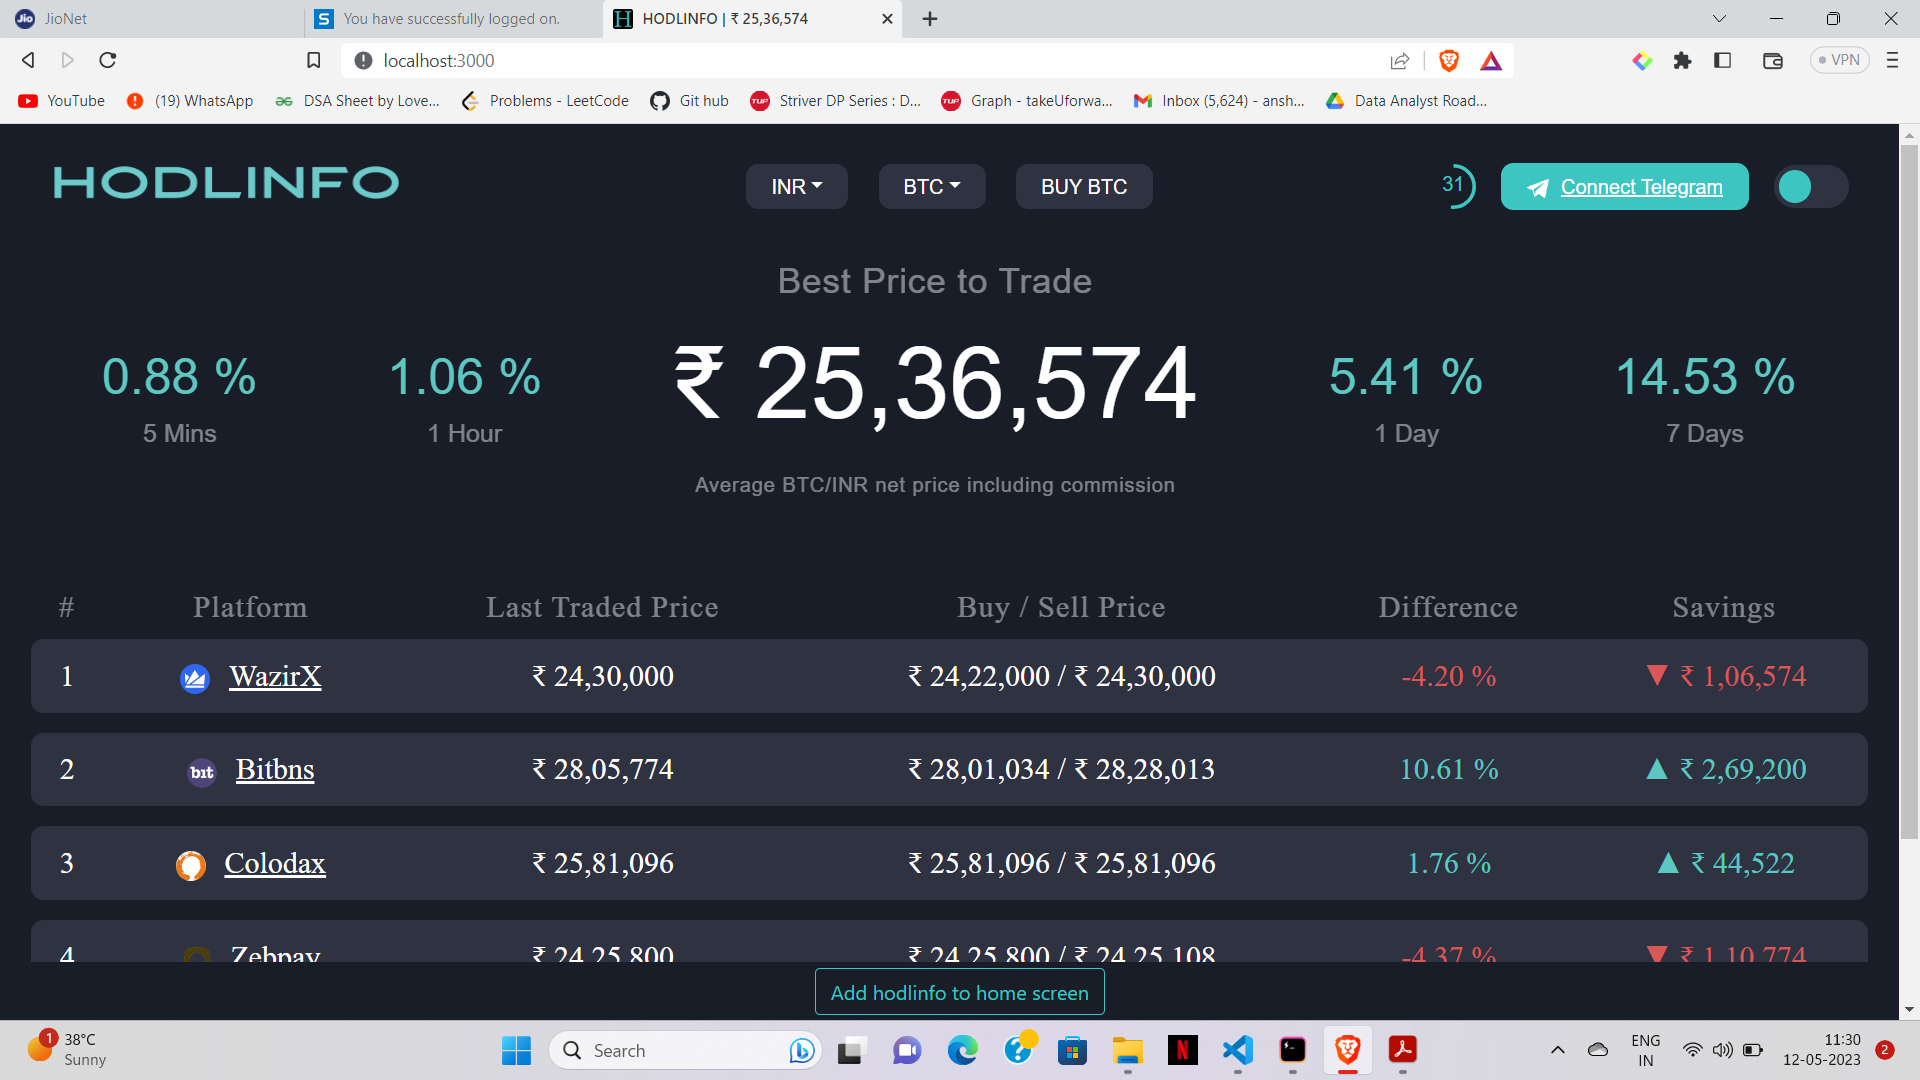 Jio JioNet
S You have successfully logged on.
H HODLINFO | ₹ 25,36,574
localhost:3000
VPN
YouTube
(19) WhatsApp
DSA Sheet by Love...
Problems - LeetCode
Git hub
TUF Striver DP Series : D...
TUF Graph - takeUforwa...
Inbox (5,624) - ansh...
Data Analyst Road...
HODLINFO
INR
BTC
BUY BTC
31
Connect Telegram
Best Price to Trade
0.88 %
5 Mins
1.06 %
1 Hour
₹ 25,36,574
5.41 %
1 Day
14.53 %
7 Days
Average BTC/INR net price including commission
# Platform Last Traded Price Buy / Sell Price Difference Savings
1 WazirX ₹ 24,30,000 ₹ 24,22,000 / ₹ 24,30,000 -4.20 % ▼ ₹ 1,06,574
2 bıt Bitbns ₹ 28,05,774 ₹ 28,01,034 / ₹ 28,28,013 10.61 % ▲ ₹ 2,69,200
3 Colodax ₹ 25,81,096 ₹ 25,81,096 / ₹ 25,81,096 1.76 % ▲ ₹ 44,522
4 Zebpay ₹ 24,25,800 ₹ 24,25,800 / ₹ 24,25,108 -4.37 % ▼ ₹ 1,10,774
Add hodlinfo to home screen
1 38°C
Sunny
Search
N
ENG
IN
11:30
12-05-2023
2